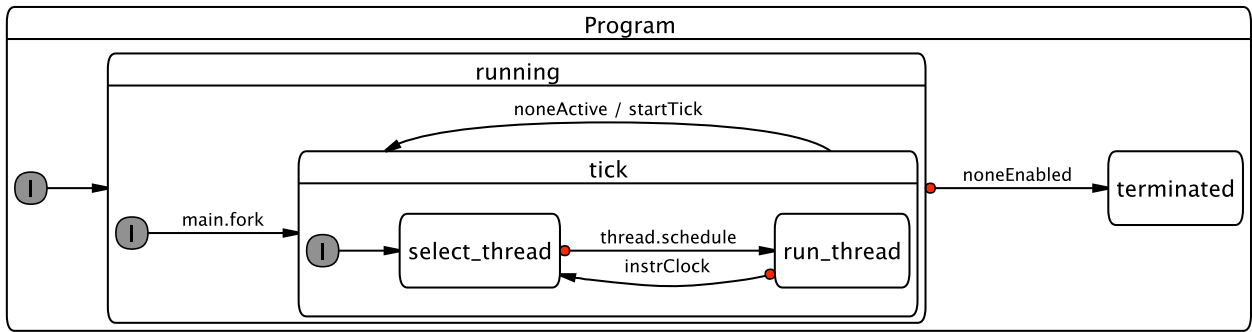 Program
running
noneActive / startTick
tick
noneEnabled
I
terminated
main.fork
I
thread.schedule
I
select_thread
run_thread
instrClock